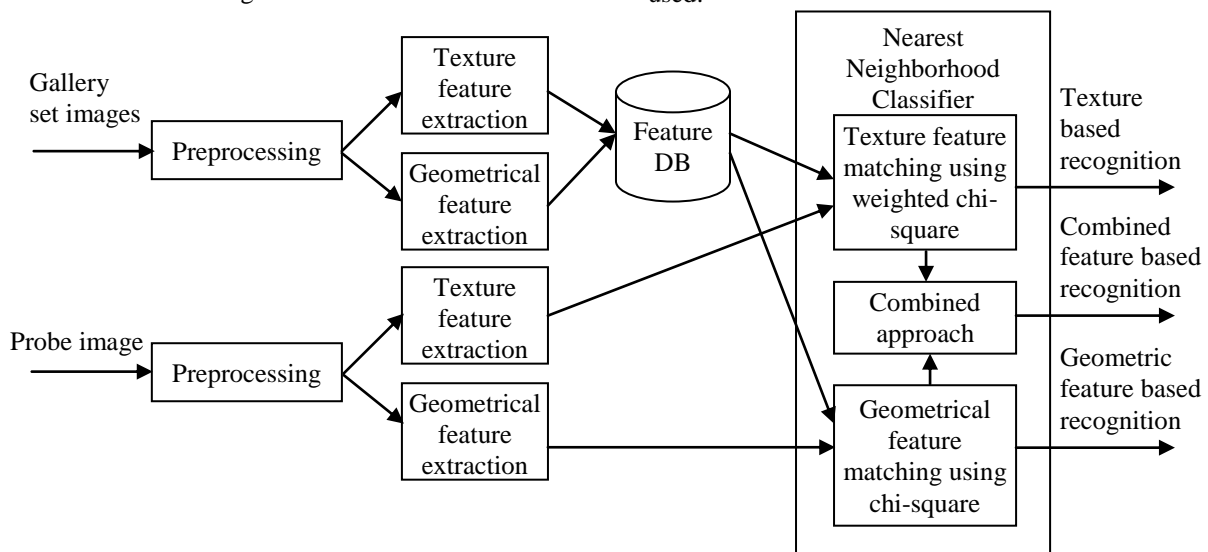 used.
Gallery
set images
Preprocessing
Texture
feature
extraction
Geometrical
feature
extraction
Feature
DB
Probe image
Preprocessing
Texture
feature
extraction
Geometrical
feature
extraction
Nearest
Neighborhood
Classifier
Texture feature
matching using
weighted chi-
square
Combined
approach
Geometrical
feature
matching using
chi-square
Texture
based
recognition
Combined
feature based
recognition
Geometric
feature based
recognition